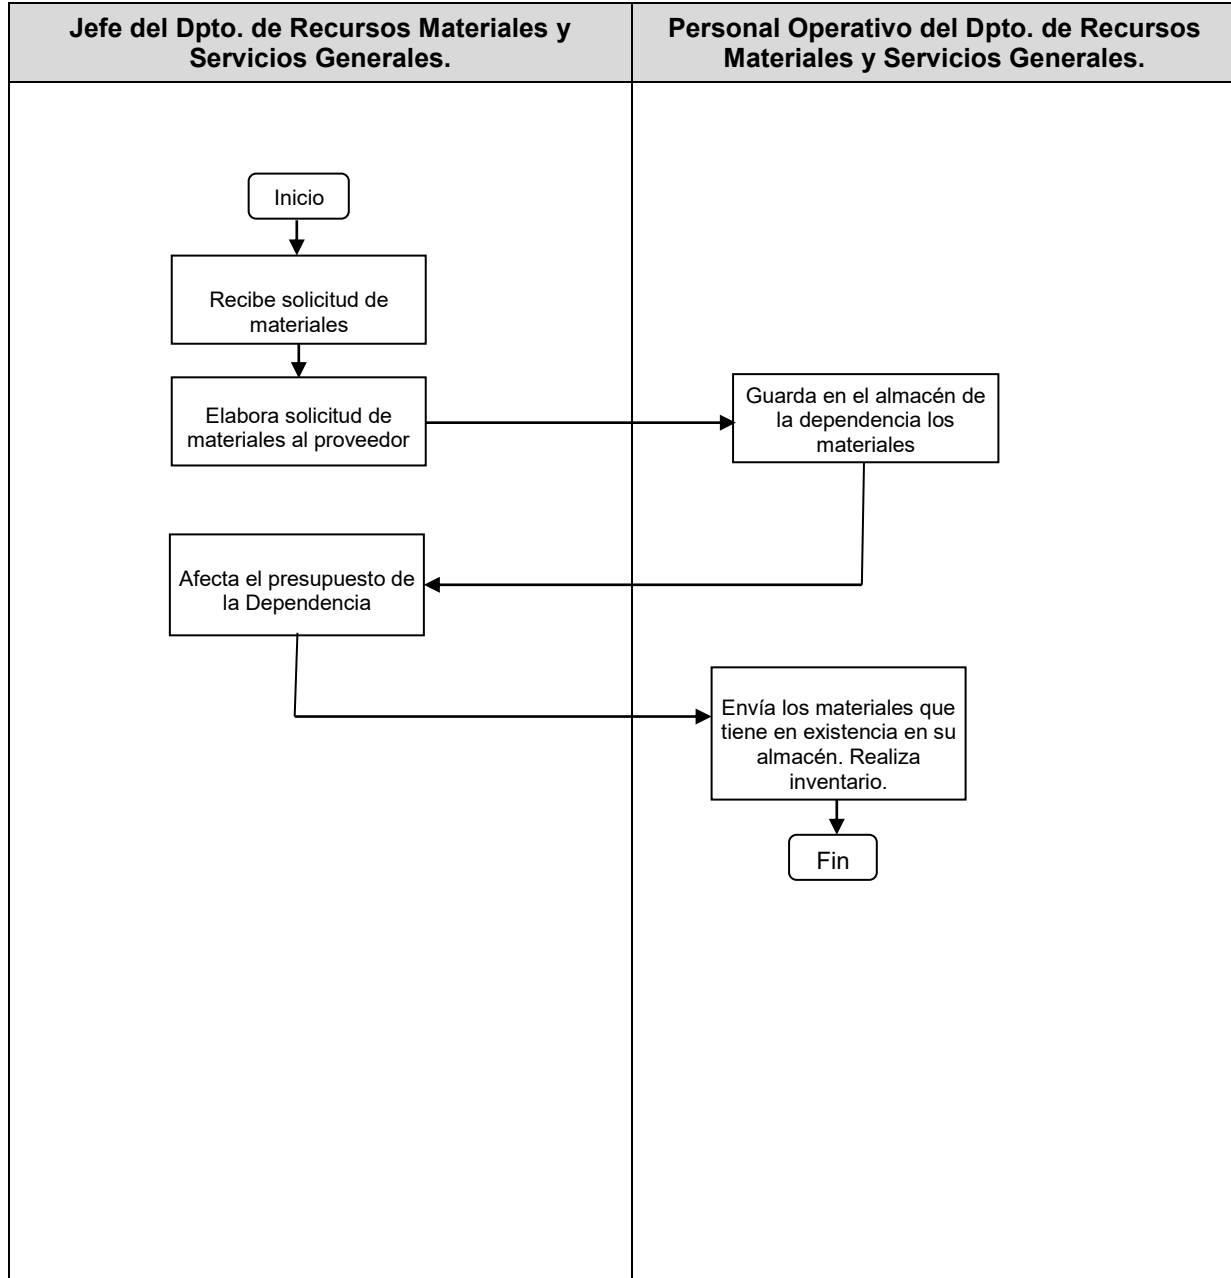 Jefe del Dpto. de Recursos Materiales y
Servicios Generales.
Personal Operativo del Dpto. de Recursos
Materiales y Servicios Generales.
Inicio
Recibe solicitud de
materiales
Elabora solicitud de
materiales al proveedor
Guarda en el almacén de
la dependencia los
materiales
Afecta el presupuesto de
la Dependencia
Envía los materiales que
tiene en existencia en su
almacén. Realiza
inventario.
Fin